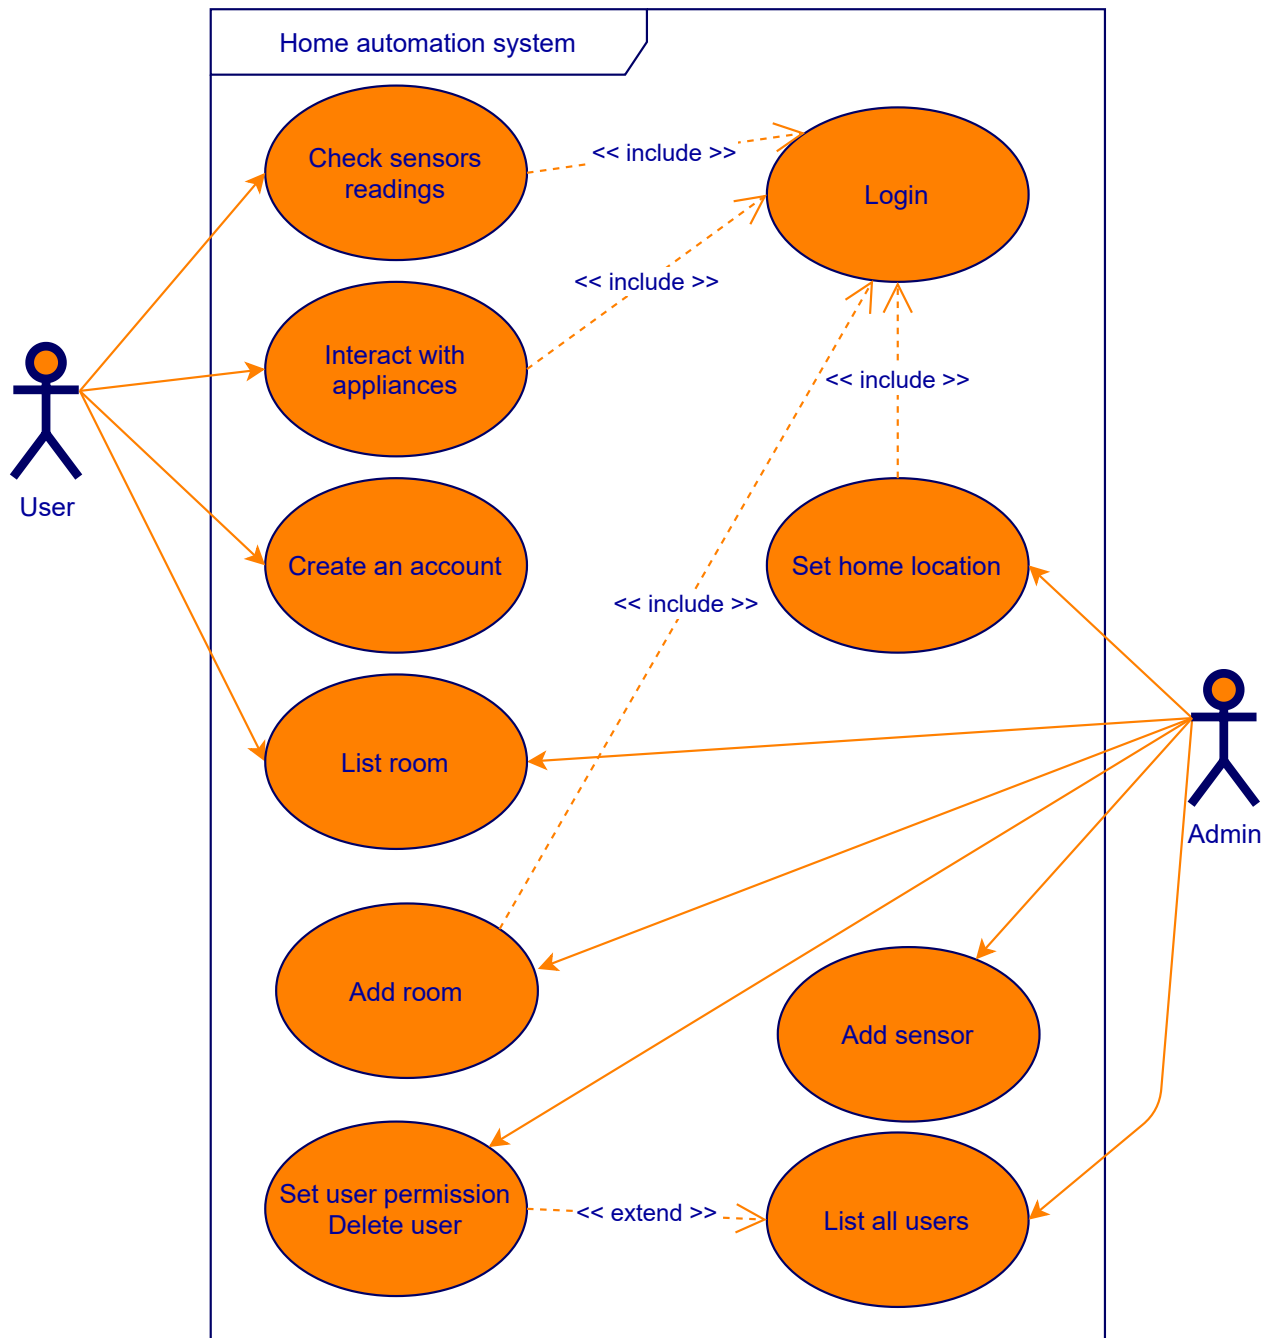 Home automation system
Check sensors
readings
<< include >>
Login
<< include >>
Interact with
appliances
<< include >>
User
Create an account
Set home location
<< include >>
List room
Admin
Add room
Add sensor
Set user permission
Delete user
<< extend >>
List all users